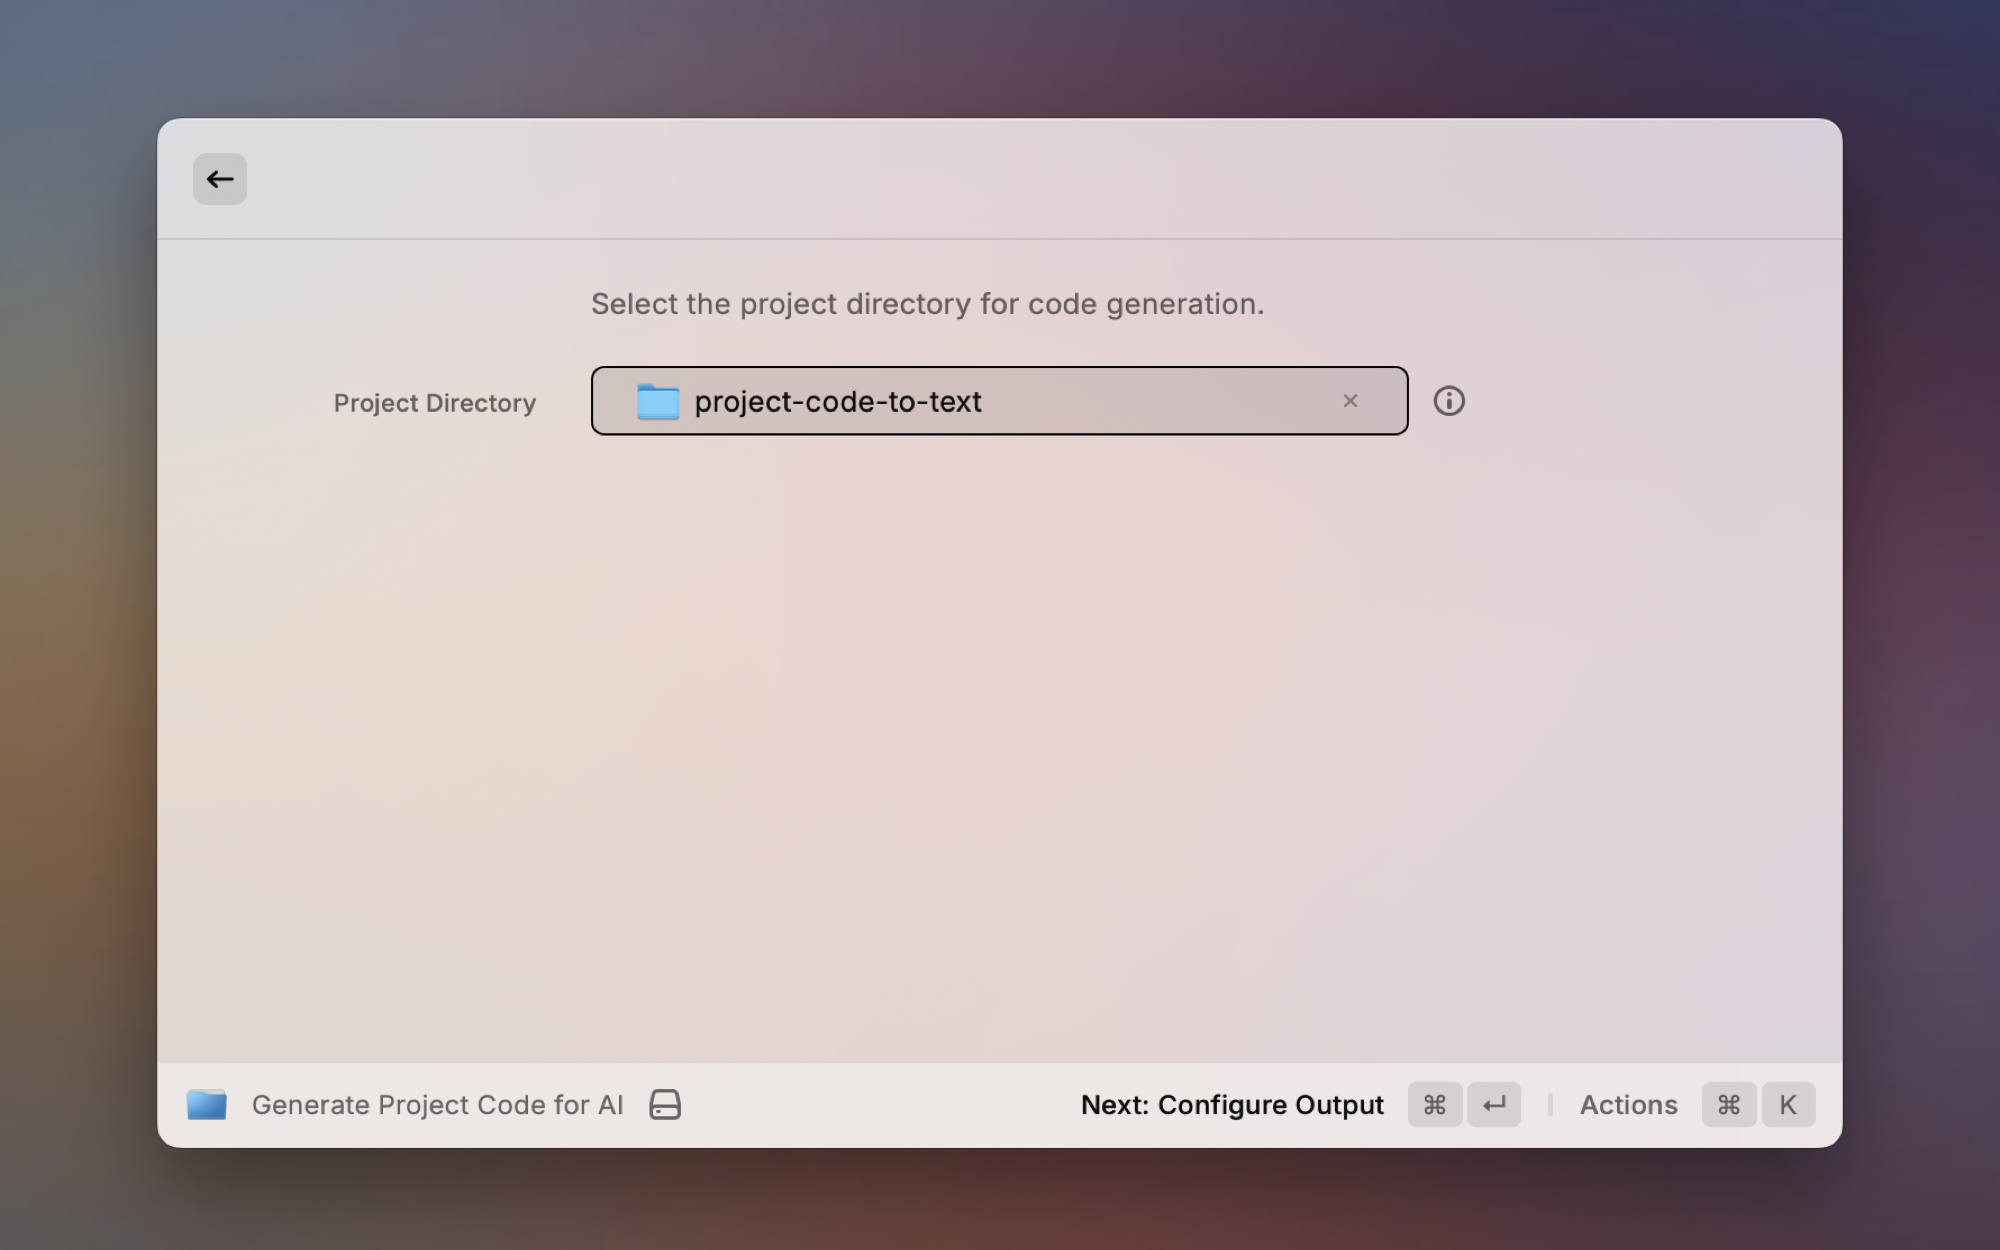 Select the project directory for code generation.
Project Directory project-code-to-text
Generate Project Code for AI Next: Configure Output ⌘ ↵ Actions ⌘ K